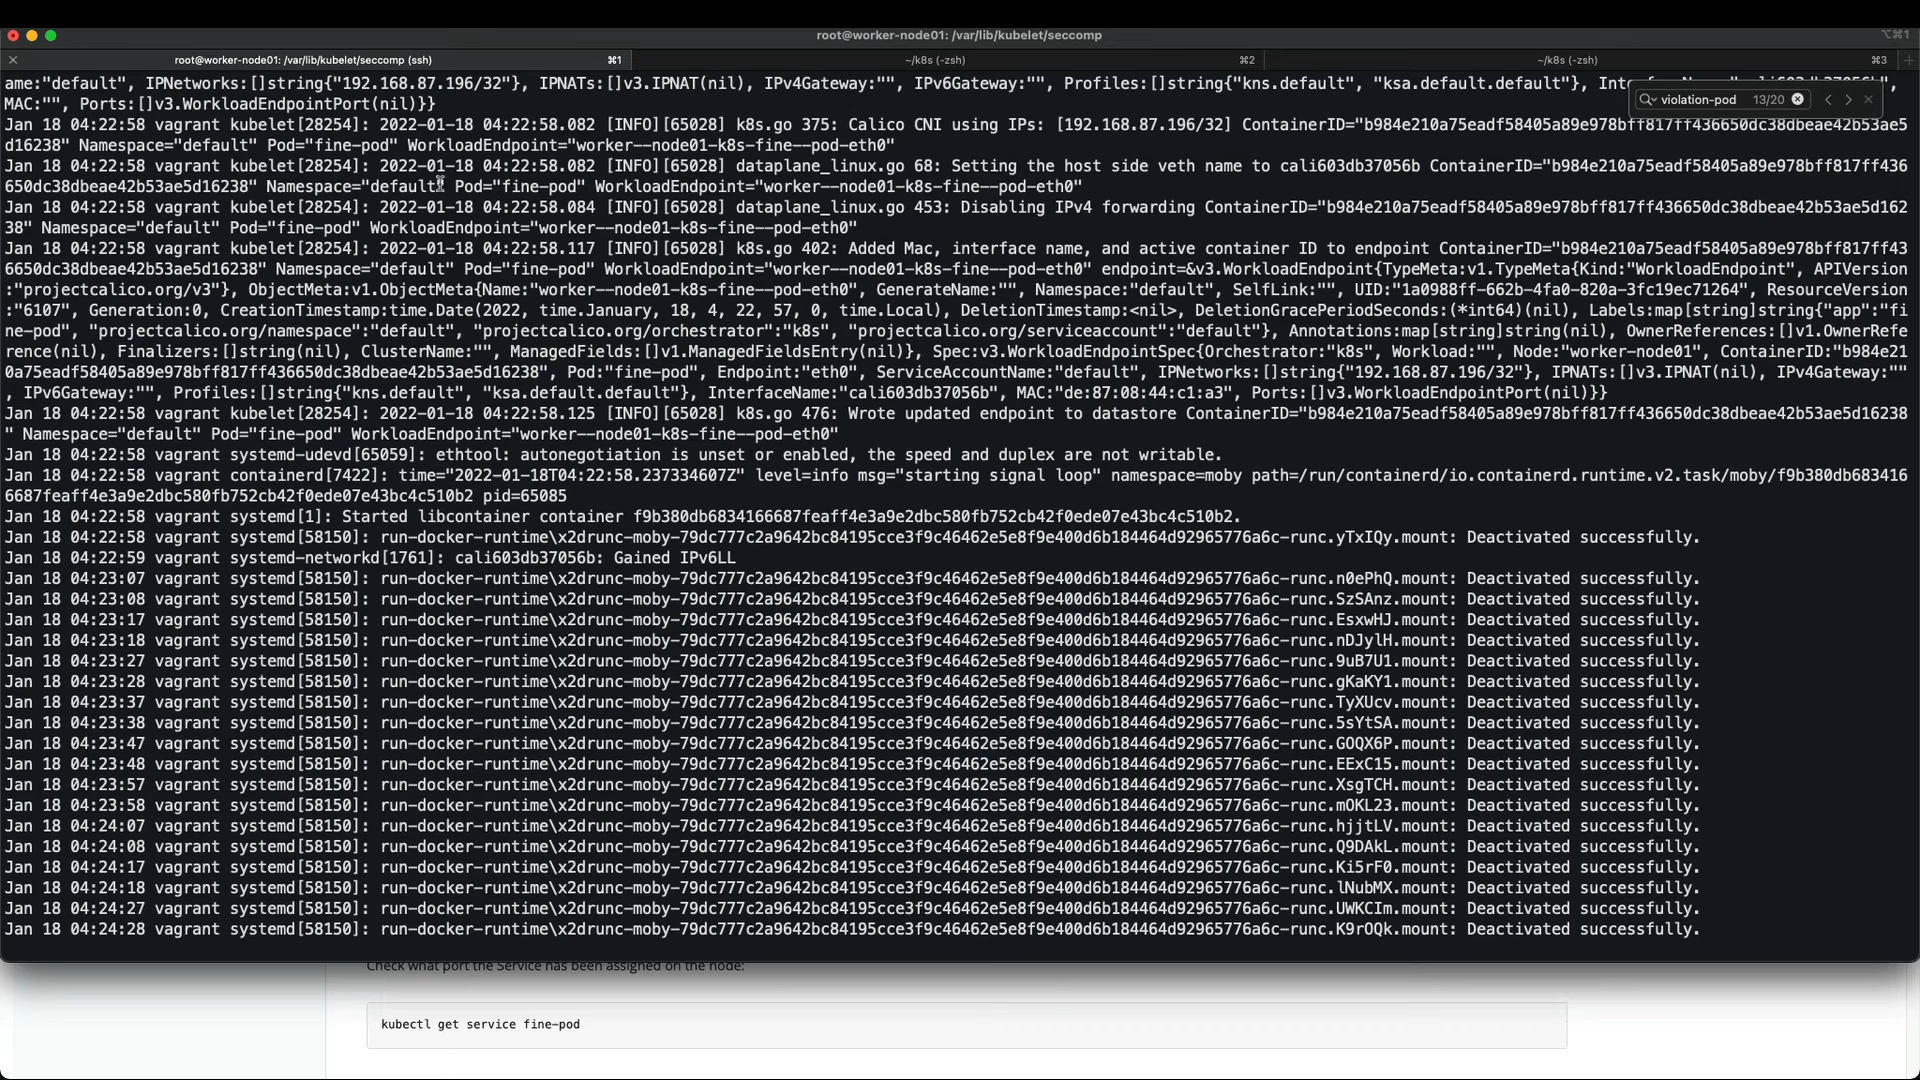 root@worker-node01: /var/lib/kubelet/seccomp
⌥⌘1
root@worker-node01: /var/lib/kubelet/seccomp (ssh) ⌘1
~/k8s (-zsh) ⌘2
~/k8s (-zsh) ⌘3
violation-pod 13/20
ame:"default", IPNetworks:[]string{"192.168.87.196/32"}, IPNATs:[]v3.IPNAT(nil), IPv4Gateway:"", IPv6Gateway:"", Profiles:[]string{"kns.default", "ksa.default.default"},
MAC:"", Ports:[]v3.WorkloadEndpointPort(nil)}}
Jan 18 04:22:58 vagrant kubelet[28254]: 2022-01-18 04:22:58.082 [INFO][65028] k8s.go 375: Calico CNI using IPs: [192.168.87.196/32] ContainerID="b984e210a75eadf58405a89e978bff817ff436650dc38dbeae42b53ae5
d16238" Namespace="default" Pod="fine-pod" WorkloadEndpoint="worker--node01-k8s-fine--pod-eth0"
Jan 18 04:22:58 vagrant kubelet[28254]: 2022-01-18 04:22:58.082 [INFO][65028] dataplane_linux.go 68: Setting the host side veth name to cali603db37056b ContainerID="b984e210a75eadf58405a89e978bff817ff436
650dc38dbeae42b53ae5d16238" Namespace="default" Pod="fine-pod" WorkloadEndpoint="worker--node01-k8s-fine--pod-eth0"
Jan 18 04:22:58 vagrant kubelet[28254]: 2022-01-18 04:22:58.084 [INFO][65028] dataplane_linux.go 453: Disabling IPv4 forwarding ContainerID="b984e210a75eadf58405a89e978bff817ff436650dc38dbeae42b53ae5d162
38" Namespace="default" Pod="fine-pod" WorkloadEndpoint="worker--node01-k8s-fine--pod-eth0"
Jan 18 04:22:58 vagrant kubelet[28254]: 2022-01-18 04:22:58.117 [INFO][65028] k8s.go 402: Added Mac, interface name, and active container ID to endpoint ContainerID="b984e210a75eadf58405a89e978bff817ff43
6650dc38dbeae42b53ae5d16238" Namespace="default" Pod="fine-pod" WorkloadEndpoint="worker--node01-k8s-fine--pod-eth0" endpoint=&v3.WorkloadEndpoint{TypeMeta:v1.TypeMeta{Kind:"WorkloadEndpoint", APIVersion
:"projectcalico.org/v3"}, ObjectMeta:v1.ObjectMeta{Name:"worker--node01-k8s-fine--pod-eth0", GenerateName:"", Namespace:"default", SelfLink:"", UID:"1a0988ff-662b-4fa0-820a-3fc19ec71264", ResourceVersion
:"6107", Generation:0, CreationTimestamp:time.Date(2022, time.January, 18, 4, 22, 57, 0, time.Local), DeletionTimestamp:<nil>, DeletionGracePeriodSeconds:(*int64)(nil), Labels:map[string]string{"app":"fi
ne-pod", "projectcalico.org/namespace":"default", "projectcalico.org/orchestrator":"k8s", "projectcalico.org/serviceaccount":"default"}, Annotations:map[string]string(nil), OwnerReferences:[]v1.OwnerRefe
rence(nil), Finalizers:[]string(nil), ClusterName:"", ManagedFields:[]v1.ManagedFieldsEntry(nil)}, Spec:v3.WorkloadEndpointSpec{Orchestrator:"k8s", Workload:"", Node:"worker-node01", ContainerID:"b984e21
0a75eadf58405a89e978bff817ff436650dc38dbeae42b53ae5d16238", Pod:"fine-pod", Endpoint:"eth0", ServiceAccountName:"default", IPNetworks:[]string{"192.168.87.196/32"}, IPNATs:[]v3.IPNAT(nil), IPv4Gateway:""
, IPv6Gateway:"", Profiles:[]string{"kns.default", "ksa.default.default"}, InterfaceName:"cali603db37056b", MAC:"de:87:08:44:c1:a3", Ports:[]v3.WorkloadEndpointPort(nil)}}
Jan 18 04:22:58 vagrant kubelet[28254]: 2022-01-18 04:22:58.125 [INFO][65028] k8s.go 476: Wrote updated endpoint to datastore ContainerID="b984e210a75eadf58405a89e978bff817ff436650dc38dbeae42b53ae5d16238
" Namespace="default" Pod="fine-pod" WorkloadEndpoint="worker--node01-k8s-fine--pod-eth0"
Jan 18 04:22:58 vagrant systemd-udevd[65059]: ethtool: autonegotiation is unset or enabled, the speed and duplex are not writable.
Jan 18 04:22:58 vagrant containerd[7422]: time="2022-01-18T04:22:58.237334607Z" level=info msg="starting signal loop" namespace=moby path=/run/containerd/io.containerd.runtime.v2.task/moby/f9b380db683416
6687feaff4e3a9e2dbc580fb752cb42f0ede07e43bc4c510b2 pid=65085
Jan 18 04:22:58 vagrant systemd[1]: Started libcontainer container f9b380db6834166687feaff4e3a9e2dbc580fb752cb42f0ede07e43bc4c510b2.
Jan 18 04:22:58 vagrant systemd[58150]: run-docker-runtime\x2drunc-moby-79dc777c2a9642bc84195cce3f9c46462e5e8f9e400d6b184464d92965776a6c-runc.yTxIQy.mount: Deactivated successfully.
Jan 18 04:22:59 vagrant systemd-networkd[1761]: cali603db37056b: Gained IPv6LL
Jan 18 04:23:07 vagrant systemd[58150]: run-docker-runtime\x2drunc-moby-79dc777c2a9642bc84195cce3f9c46462e5e8f9e400d6b184464d92965776a6c-runc.n0ePhQ.mount: Deactivated successfully.
Jan 18 04:23:08 vagrant systemd[58150]: run-docker-runtime\x2drunc-moby-79dc777c2a9642bc84195cce3f9c46462e5e8f9e400d6b184464d92965776a6c-runc.SzSAnz.mount: Deactivated successfully.
Jan 18 04:23:17 vagrant systemd[58150]: run-docker-runtime\x2drunc-moby-79dc777c2a9642bc84195cce3f9c46462e5e8f9e400d6b184464d92965776a6c-runc.EsxwHJ.mount: Deactivated successfully.
Jan 18 04:23:18 vagrant systemd[58150]: run-docker-runtime\x2drunc-moby-79dc777c2a9642bc84195cce3f9c46462e5e8f9e400d6b184464d92965776a6c-runc.nDJylH.mount: Deactivated successfully.
Jan 18 04:23:27 vagrant systemd[58150]: run-docker-runtime\x2drunc-moby-79dc777c2a9642bc84195cce3f9c46462e5e8f9e400d6b184464d92965776a6c-runc.9uB7U1.mount: Deactivated successfully.
Jan 18 04:23:28 vagrant systemd[58150]: run-docker-runtime\x2drunc-moby-79dc777c2a9642bc84195cce3f9c46462e5e8f9e400d6b184464d92965776a6c-runc.gKaKY1.mount: Deactivated successfully.
Jan 18 04:23:37 vagrant systemd[58150]: run-docker-runtime\x2drunc-moby-79dc777c2a9642bc84195cce3f9c46462e5e8f9e400d6b184464d92965776a6c-runc.TyXUcv.mount: Deactivated successfully.
Jan 18 04:23:38 vagrant systemd[58150]: run-docker-runtime\x2drunc-moby-79dc777c2a9642bc84195cce3f9c46462e5e8f9e400d6b184464d92965776a6c-runc.5sYtSA.mount: Deactivated successfully.
Jan 18 04:23:47 vagrant systemd[58150]: run-docker-runtime\x2drunc-moby-79dc777c2a9642bc84195cce3f9c46462e5e8f9e400d6b184464d92965776a6c-runc.GOQX6P.mount: Deactivated successfully.
Jan 18 04:23:48 vagrant systemd[58150]: run-docker-runtime\x2drunc-moby-79dc777c2a9642bc84195cce3f9c46462e5e8f9e400d6b184464d92965776a6c-runc.EExC15.mount: Deactivated successfully.
Jan 18 04:23:57 vagrant systemd[58150]: run-docker-runtime\x2drunc-moby-79dc777c2a9642bc84195cce3f9c46462e5e8f9e400d6b184464d92965776a6c-runc.XsgTCH.mount: Deactivated successfully.
Jan 18 04:23:58 vagrant systemd[58150]: run-docker-runtime\x2drunc-moby-79dc777c2a9642bc84195cce3f9c46462e5e8f9e400d6b184464d92965776a6c-runc.mOKL23.mount: Deactivated successfully.
Jan 18 04:24:07 vagrant systemd[58150]: run-docker-runtime\x2drunc-moby-79dc777c2a9642bc84195cce3f9c46462e5e8f9e400d6b184464d92965776a6c-runc.hjjtLV.mount: Deactivated successfully.
Jan 18 04:24:08 vagrant systemd[58150]: run-docker-runtime\x2drunc-moby-79dc777c2a9642bc84195cce3f9c46462e5e8f9e400d6b184464d92965776a6c-runc.Q9DAkL.mount: Deactivated successfully.
Jan 18 04:24:17 vagrant systemd[58150]: run-docker-runtime\x2drunc-moby-79dc777c2a9642bc84195cce3f9c46462e5e8f9e400d6b184464d92965776a6c-runc.Ki5rF0.mount: Deactivated successfully.
Jan 18 04:24:18 vagrant systemd[58150]: run-docker-runtime\x2drunc-moby-79dc777c2a9642bc84195cce3f9c46462e5e8f9e400d6b184464d92965776a6c-runc.lNubMX.mount: Deactivated successfully.
Jan 18 04:24:27 vagrant systemd[58150]: run-docker-runtime\x2drunc-moby-79dc777c2a9642bc84195cce3f9c46462e5e8f9e400d6b184464d92965776a6c-runc.UWKCIm.mount: Deactivated successfully.
Jan 18 04:24:28 vagrant systemd[58150]: run-docker-runtime\x2drunc-moby-79dc777c2a9642bc84195cce3f9c46462e5e8f9e400d6b184464d92965776a6c-runc.K9rOQk.mount: Deactivated successfully.
Check what port the Service has been assigned on the node:
kubectl get service fine-pod